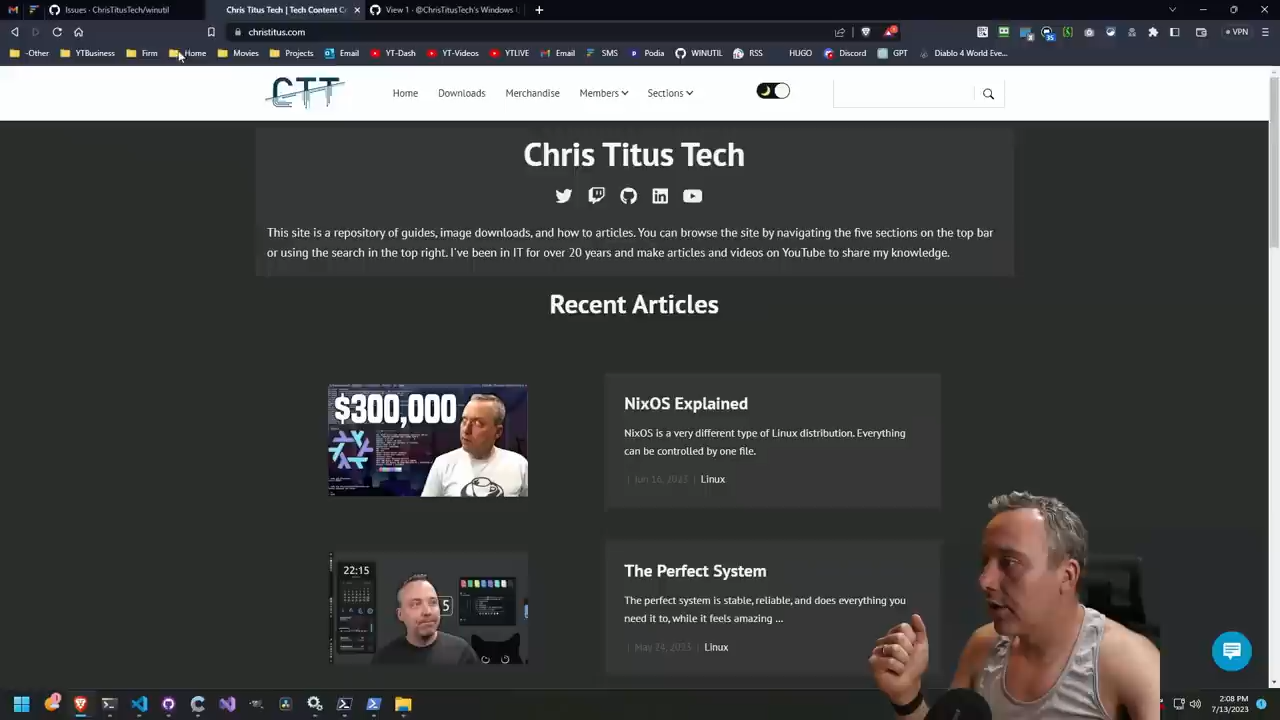 Issues · ChrisTitusTech/winutil
Chris Titus Tech | Tech Content Cr
View 1 · @ChrisTitusTech's Windows U
christitus.com
VPN
-Other
YTBusiness
Firm
Home
Movies
Projects
Email
YT-Dash
YT-Videos
YTLIVE
Email
SMS
Podia
WINUTIL
RSS
HUGO
Discord
GPT
Diablo 4 World Eve...
CTT
Home
Downloads
Merchandise
Members
Sections
Chris Titus Tech
This site is a repository of guides, image downloads, and how to articles. You can browse the site by navigating the five sections on the top bar
or using the search in the top right. I've been in IT for over 20 years and make articles and videos on YouTube to share my knowledge.
Recent Articles
$300,000
NixOS Explained
NixOS is a very different type of Linux distribution. Everything
can be controlled by one file.
| Jun 16, 2023 | Linux
22:15
The Perfect System
The perfect system is stable, reliable, and does everything you
need it to, while it feels amazing ...
| May 24, 2023 | Linux
2:08 PM
7/13/2023